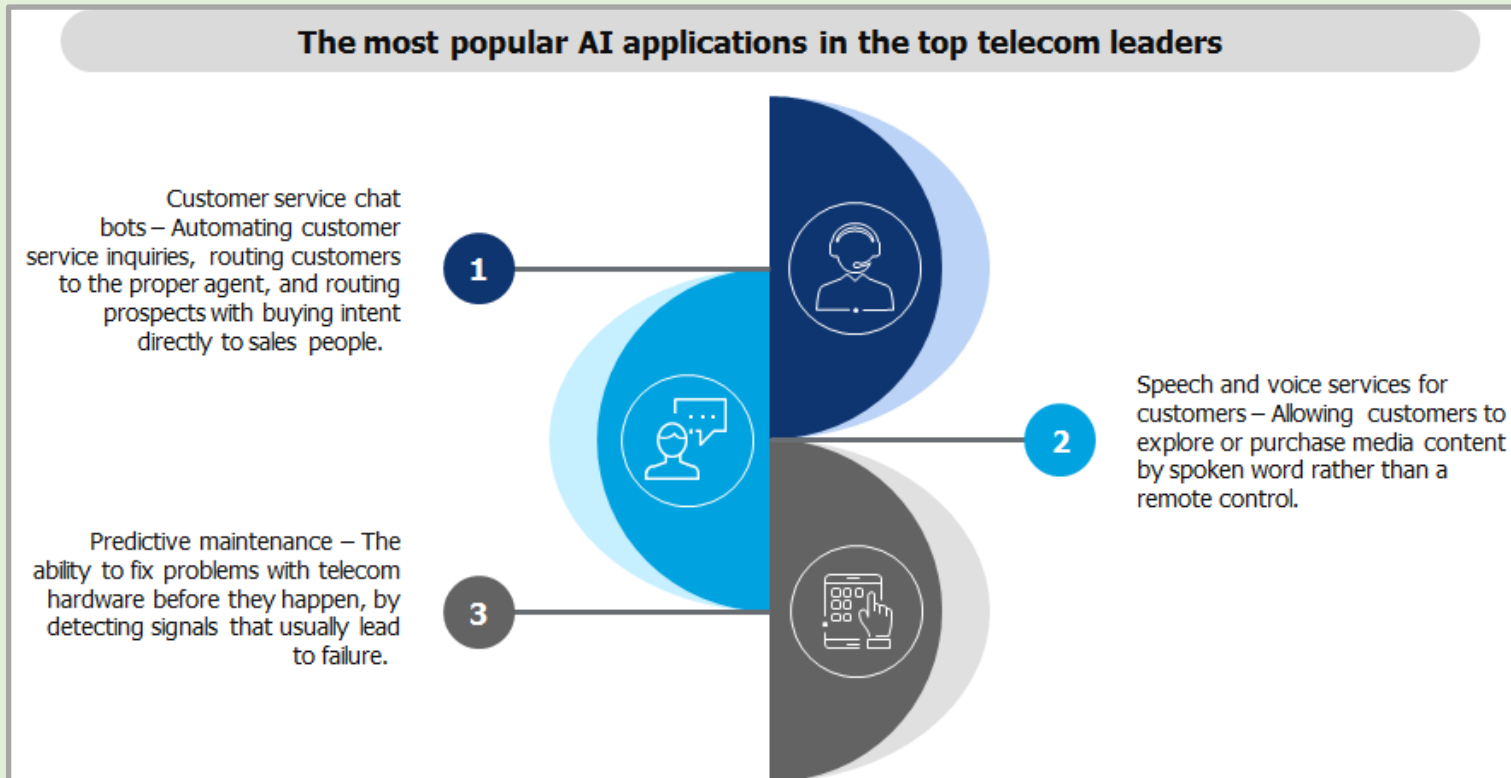 The most popular AI applications in the top telecom leaders
Customer service chat
bots – Automating customer
service inquiries, routing customers
to the proper agent, and routing
prospects with buying intent
directly to sales people.
1
Speech and voice services for
customers – Allowing customers to
explore or purchase media content
by spoken word rather than a
remote control.
2
Predictive maintenance – The
ability to fix problems with telecom
hardware before they happen, by
detecting signals that usually lead
to failure.
3